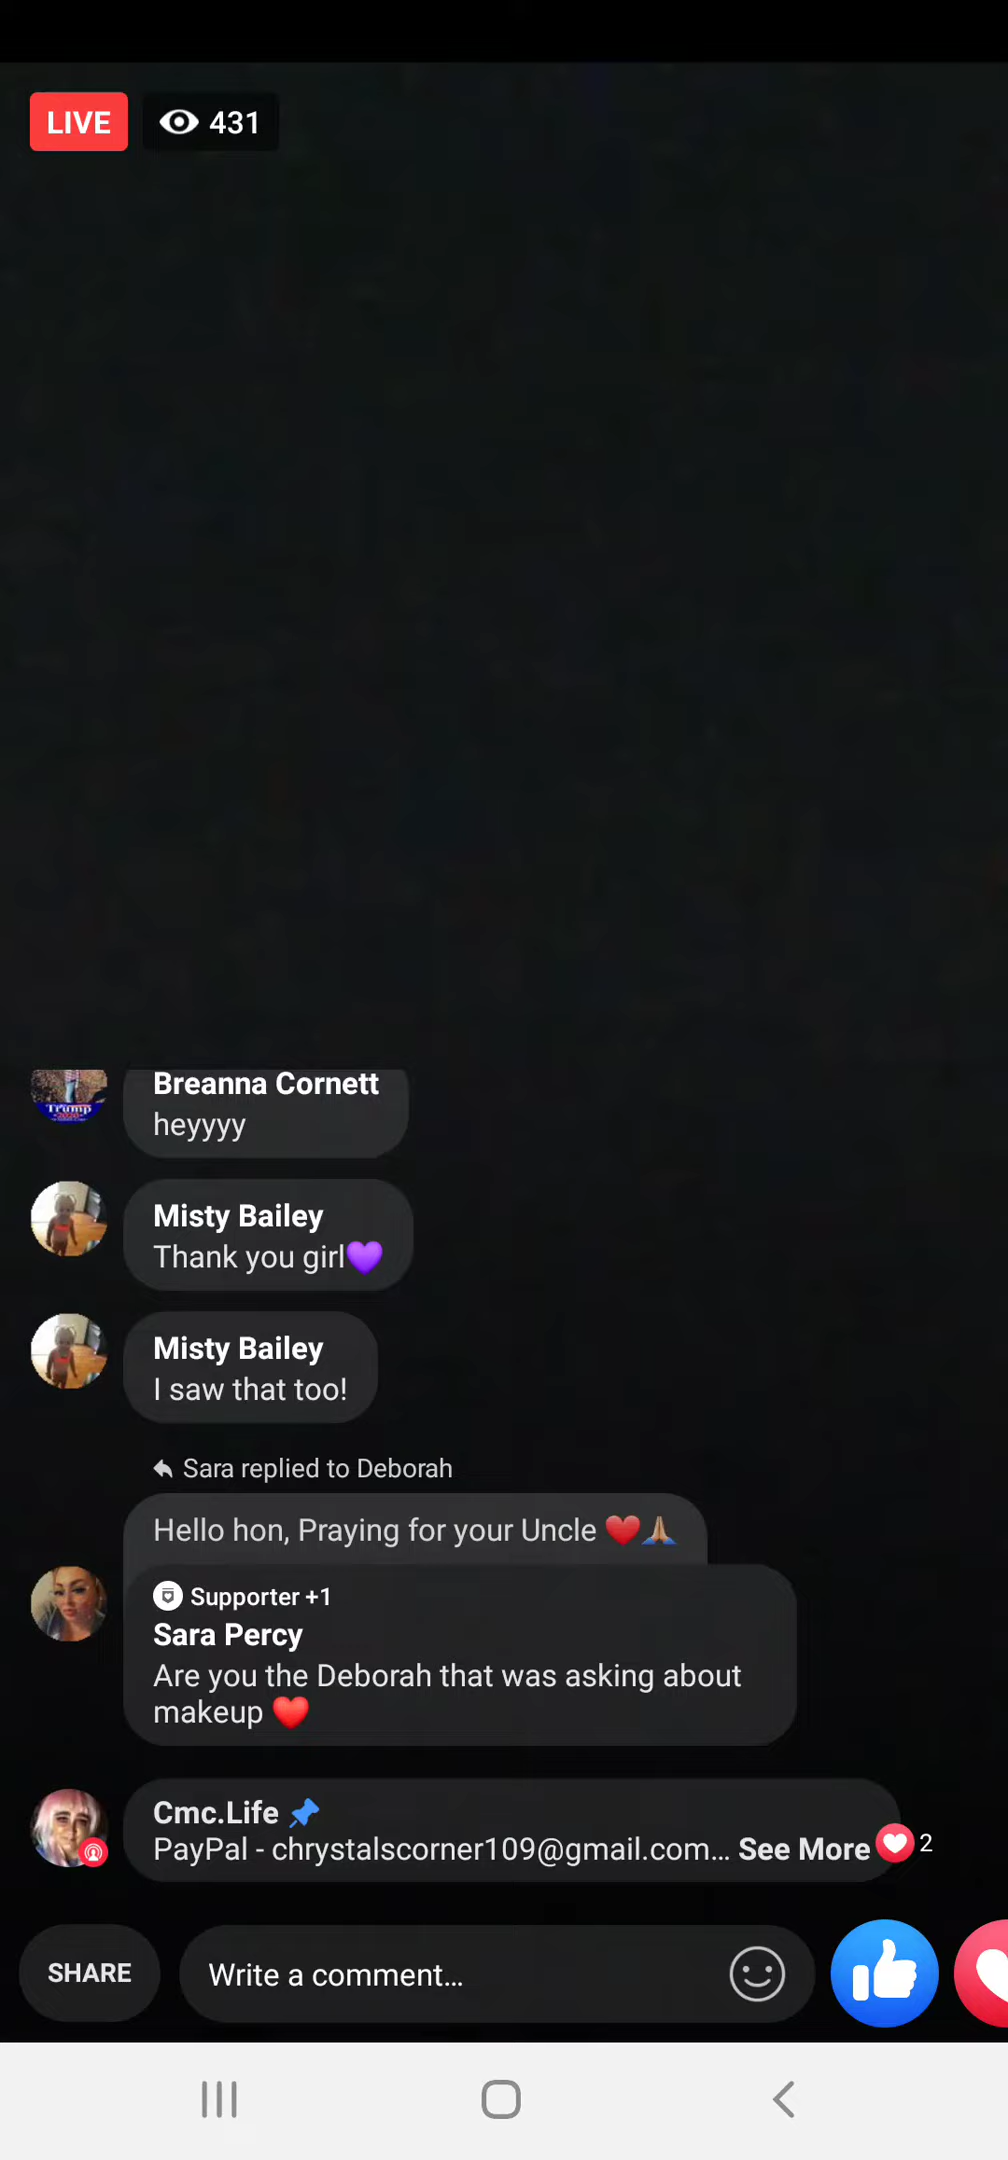 LIVE 431
Trump
Breanna Cornett
heyyyy
Misty Bailey
Thank you girl💜
Misty Bailey
I saw that too!
Sara replied to Deborah
Hello hon, Praying for your Uncle ❤️🙏🏽
Supporter +1
Sara Percy
Are you the Deborah that was asking about
makeup ❤️
Cmc.Life 📌
PayPal - chrystalscorner109@gmail.com... See More 2
SHARE
Write a comment...